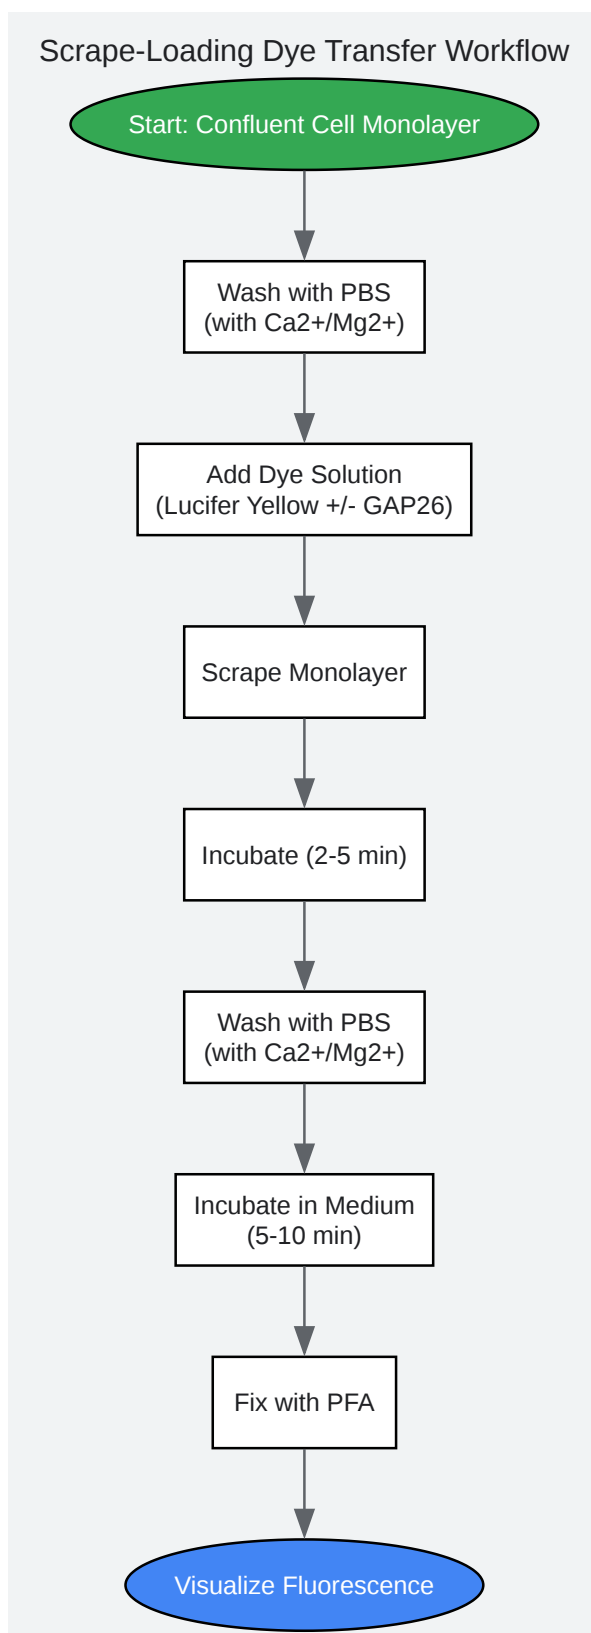 Scrape-Loading Dye Transfer Workflow
Start: Confluent Cell Monolayer
Wash with PBS
(with Ca2+/Mg2+)
Add Dye Solution
(Lucifer Yellow +/- GAP26)
Scrape Monolayer
Incubate (2-5 min)
Wash with PBS
(with Ca2+/Mg2+)
Incubate in Medium
(5-10 min)
Fix with PFA
Visualize Fluorescence